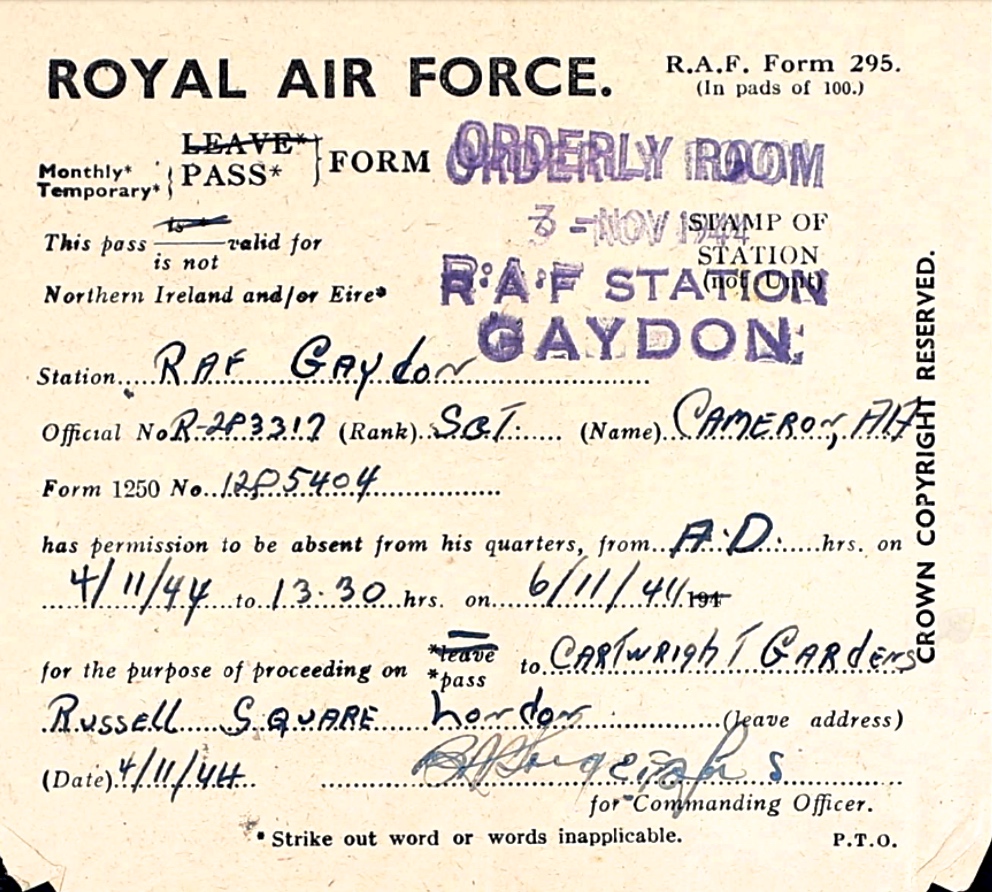 ROYAL AIR FORCE.
R.A.F. Form 295.
(In pads of 100.)
LEAVE*
Monthly*
Temporary* PASS* FORM
ORDERLY ROOM
3 - NOV 1944
STAMP OF
STATION
(not Unit)
R.A.F STATION
GAYDON.
This pass is valid for
is not
Northern Ireland and/or Eire*
Station RAF Gaydon
Official No R-283317 (Rank) SGT. (Name) CAMERON,
Form 1250 No. 1285404
has permission to be absent from his quarters, from A.D. hrs. on
4/11/44 to 13.30 hrs. on 6/11/44 194
for the purpose of proceeding on *leave to CARTWRIGHT GARDENS
*pass
RUSSELL SQUARE London (leave address)
(Date) 4/11/44
for Commanding Officer.
* Strike out word or words inapplicable.
P.T.O.
CROWN COPYRIGHT RESERVED.